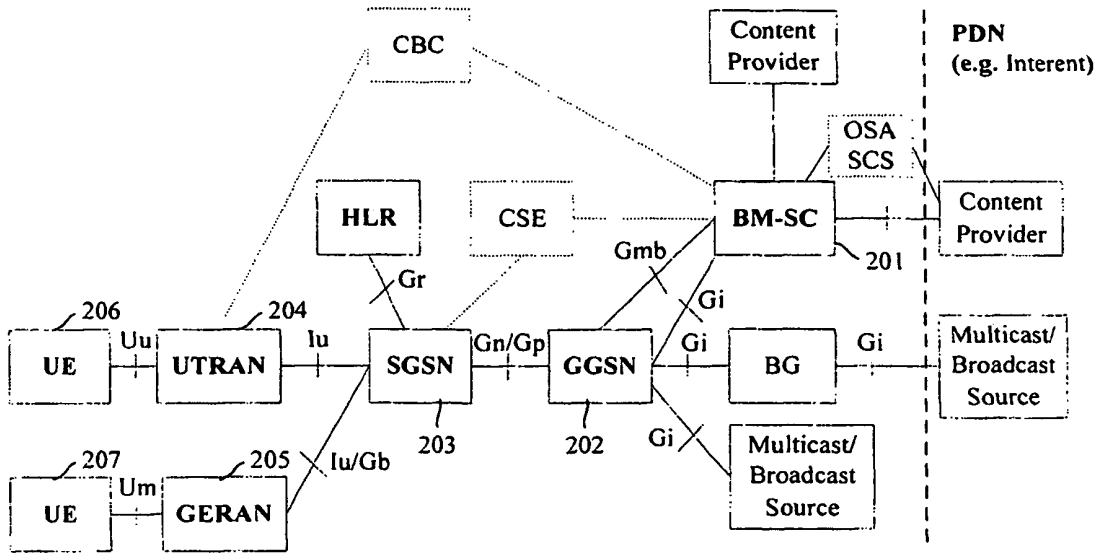 CBC
Content
Provider
PDN
(e.g. Interent)
OSA
SCS
HLR
CSE
BM-SC
Content
Provider
201
Gmb
Gr
Gi
206
204
Uu
Iu
Gn/Gp
Gi
Gi
UE
UTRAN
SGSN
GGSN
BG
Multicast/
Broadcast
Source
203
202
Gi
207
205
Iu/Gb
Um
UE
GERAN
Multicast/
Broadcast
Source